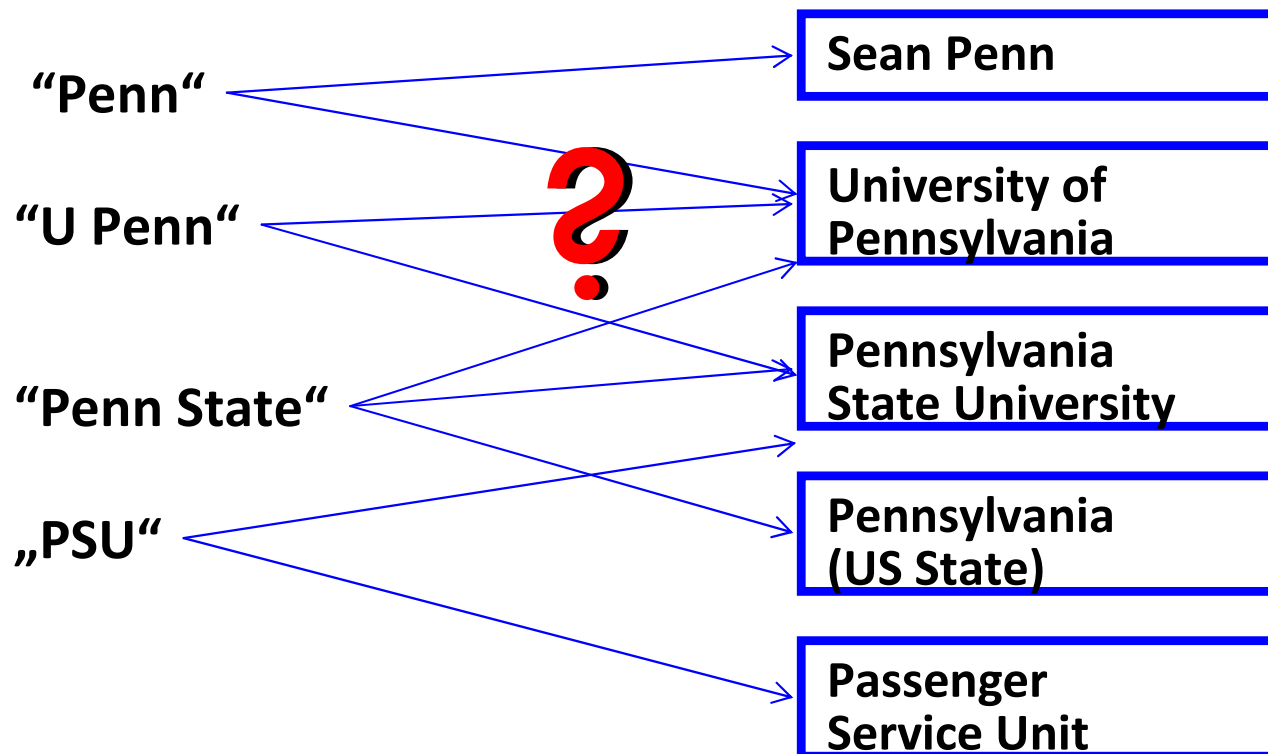 “Penn“
“U Penn“
“Penn State“
„PSU“
?
Sean Penn
University of
Pennsylvania
Pennsylvania
State University
Pennsylvania
(US State)
Passenger
Service Unit